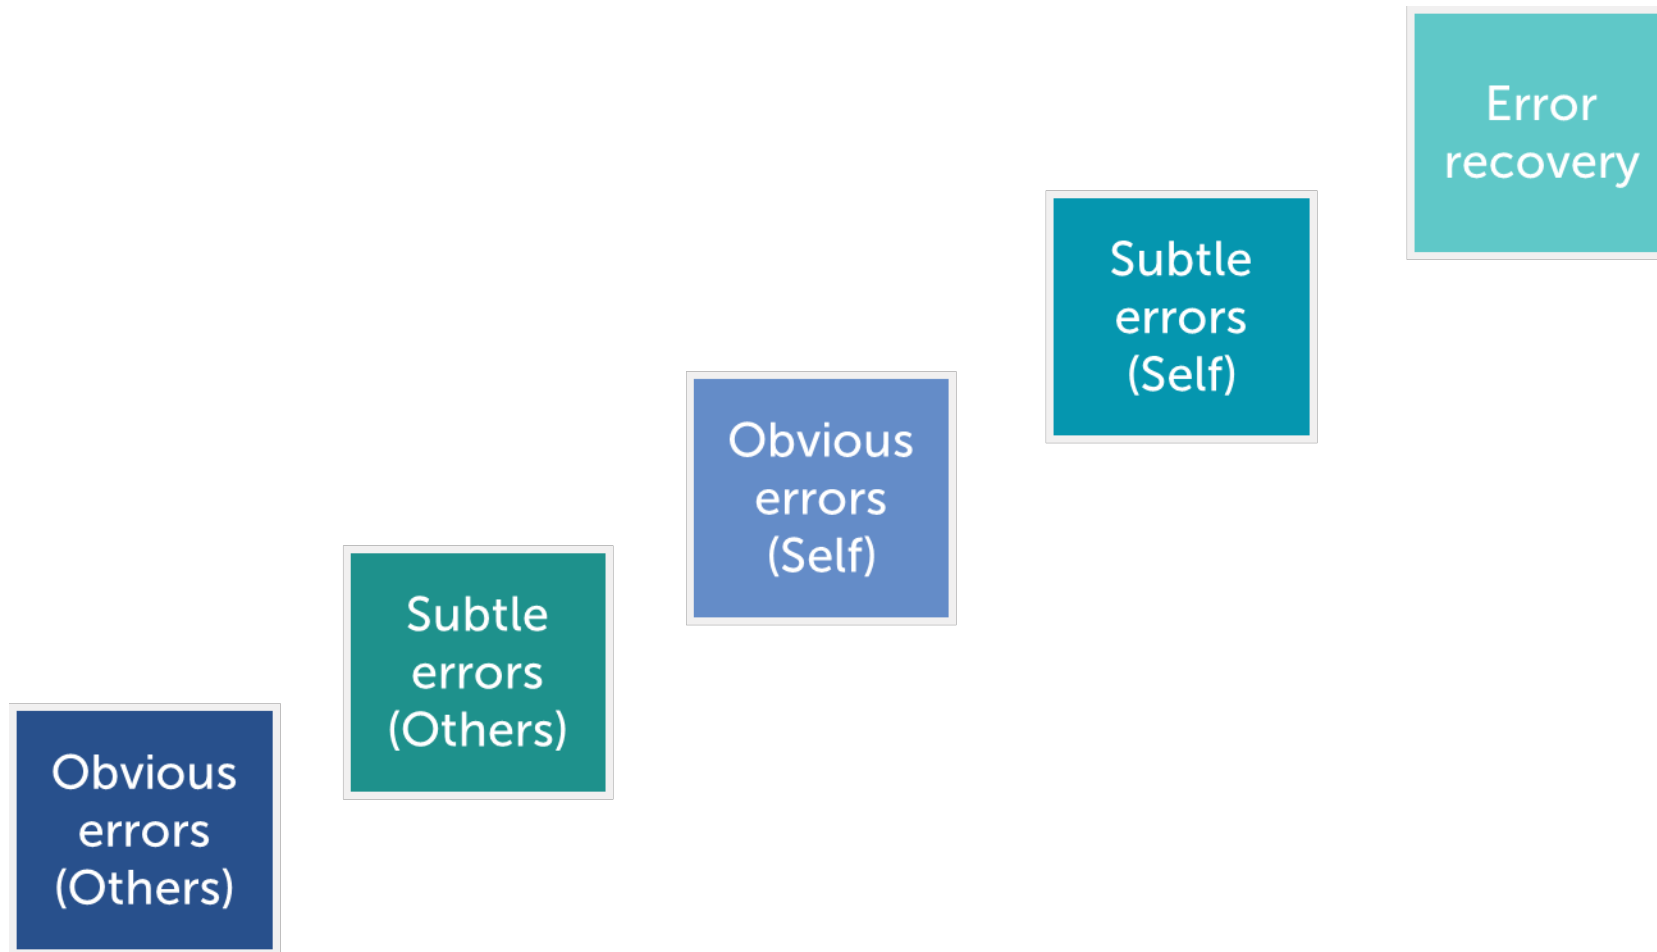 Error
recovery
Subtle
errors
(Self)
Obvious
errors
(Self)
Subtle
errors
(Others)
Obvious
errors
(Others)